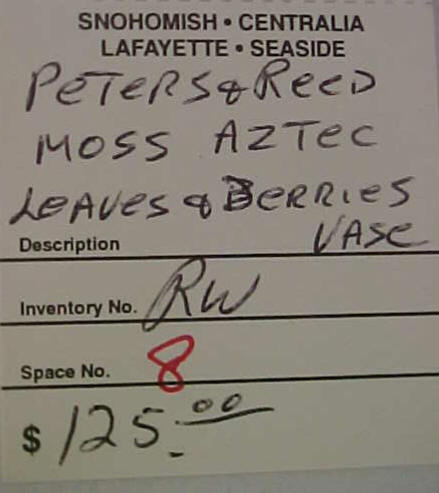 SNOHOMISH • CENTRALIA
LAFAYETTE • SEASIDE
PETERS & REED
MOSS AZTEC
LEAVES & BERRIES
VASE
Description
Inventory No. RW
Space No. 8
$ 125.00